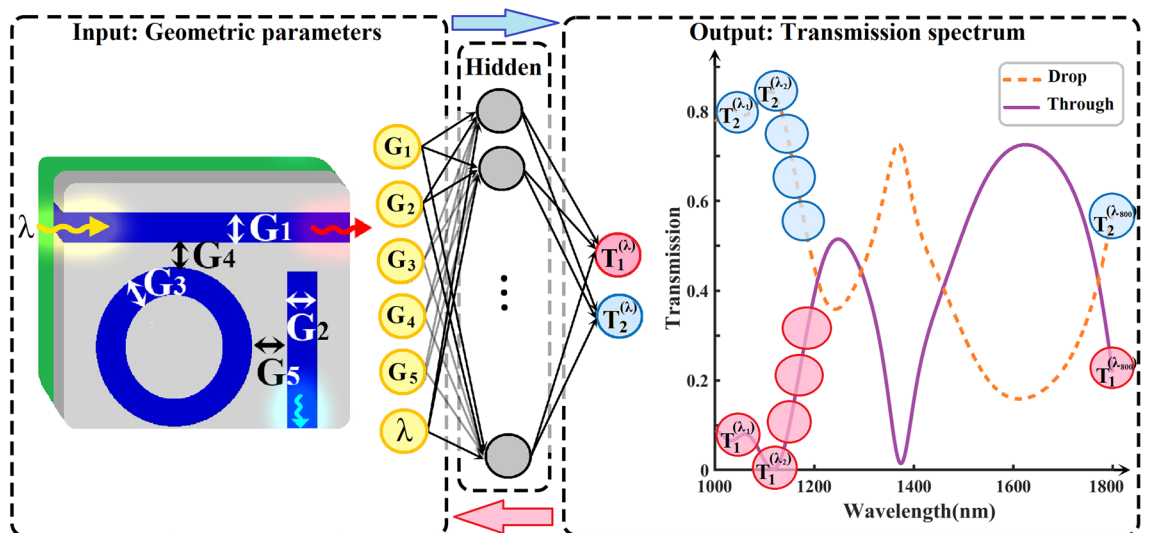 Input: Geometric parameters
λ
G1
G4
G3
G2
G5
Hidden
G1
G2
G3
G4
G5
λ
T1(λ)
T2(λ)
Output: Transmission spectrum
Drop
Through
T2(λ1)
T2(λ2)
T2(λ-800)
T1(λ1)
T1(λ2)
T1(λ-800)
Transmission
0.8
0.6
0.4
0.2
0
1000 1200 1400 1600 1800
Wavelength(nm)